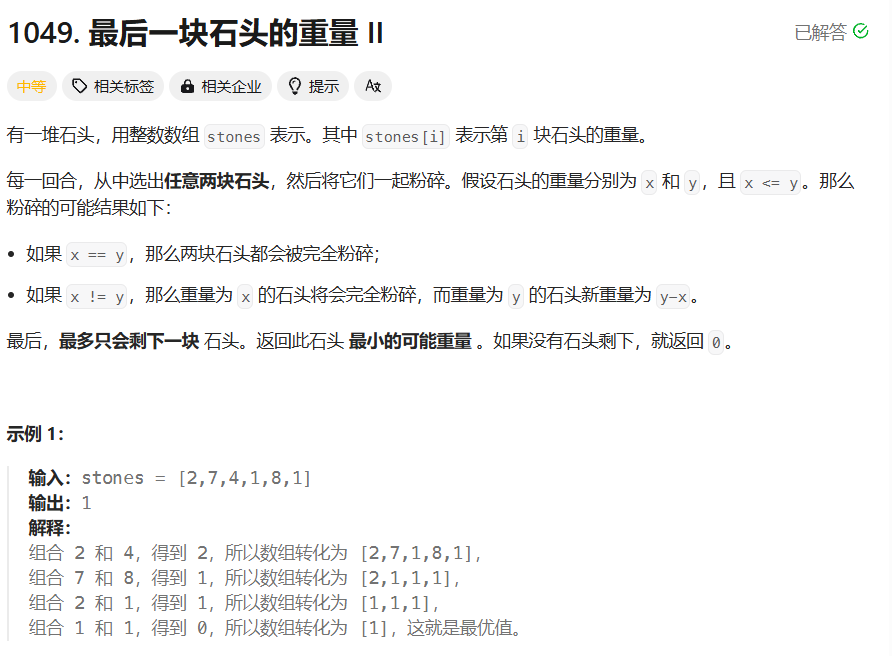 1049. 最后一块石头的重量 II
已解答
中等 相关标签 相关企业 提示 Aあ
有一堆石头，用整数数组 stones 表示。其中 stones[i] 表示第 i 块石头的重量。
每一回合，从中选出任意两块石头，然后将它们一起粉碎。假设石头的重量分别为 x 和 y，且 x <= y。那么
粉碎的可能结果如下：
• 如果 x == y，那么两块石头都会被完全粉碎；
• 如果 x != y，那么重量为 x 的石头将会完全粉碎，而重量为 y 的石头新重量为 y-x。
最后，最多只会剩下一块 石头。返回此石头 最小的可能重量 。如果没有石头剩下，就返回 0。
示例 1：
输入：stones = [2,7,4,1,8,1]
输出：1
解释：
组合 2 和 4，得到 2，所以数组转化为 [2,7,1,8,1]，
组合 7 和 8，得到 1，所以数组转化为 [2,1,1,1]，
组合 2 和 1，得到 1，所以数组转化为 [1,1,1]，
组合 1 和 1，得到 0，所以数组转化为 [1]，这就是最优值。